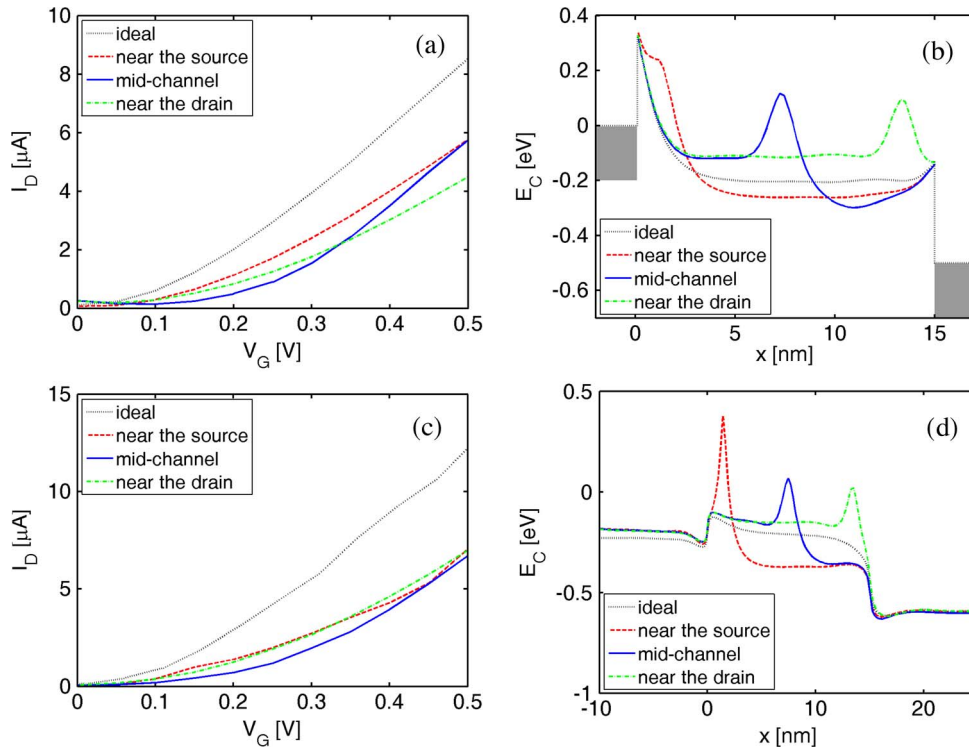 10
8
6
4
2
0
I_D [μA]
ideal
near the source
mid-channel
near the drain
(a)
0 0.1 0.2 0.3 0.4 0.5
V_G [V]
0.4
0.2
0
-0.2
-0.4
-0.6
E_C [eV]
(b)
ideal
near the source
mid-channel
near the drain
0 5 10 15
x [nm]
15
10
5
0
I_D [μA]
ideal
near the source
mid-channel
near the drain
(c)
0 0.1 0.2 0.3 0.4 0.5
V_G [V]
0.5
0
-0.5
-1
E_C [eV]
(d)
ideal
near the source
mid-channel
near the drain
-10 0 10 20
x [nm]